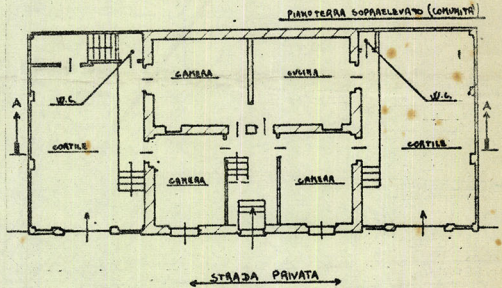 PIANOTERRA SOPRAELEVATO (COMUNITÀ)
CAMERA
CUCINA
W.C.
W.C.
A
A
CORTILE
CORTILE
CAMERA
CAMERA
STRADA PRIVATA